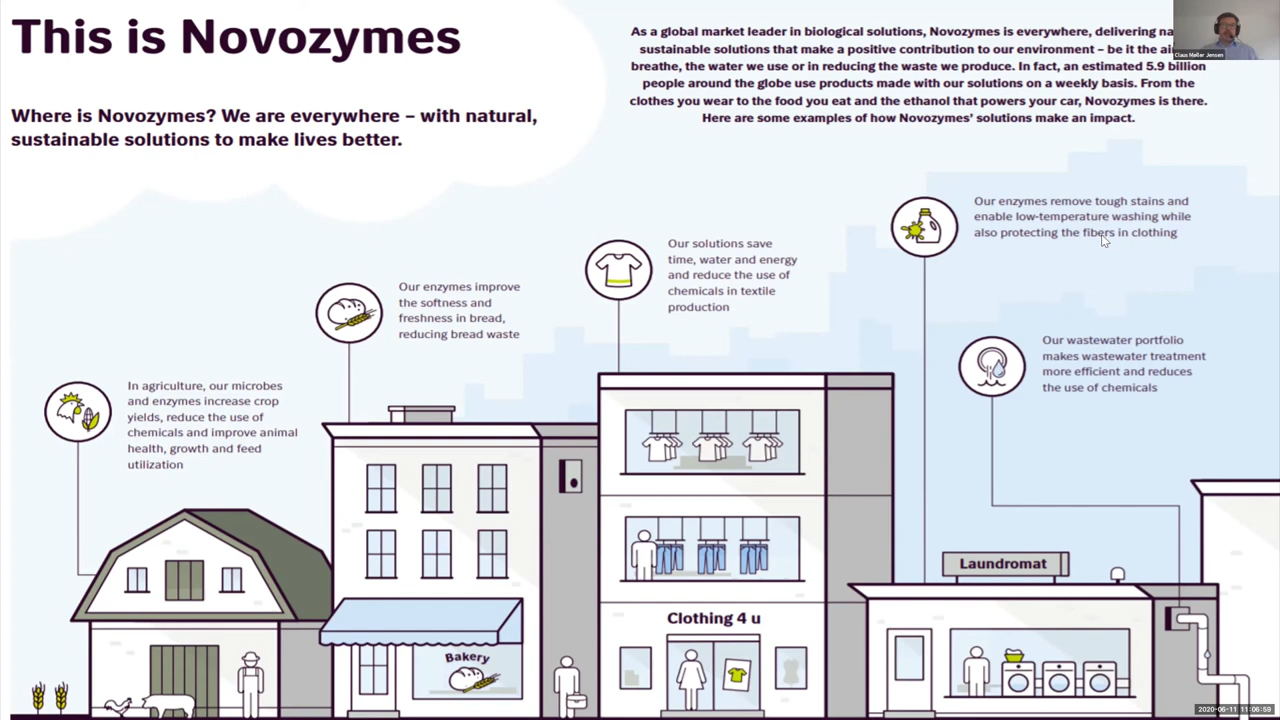 This is Novozymes
Where is Novozymes? We are everywhere – with natural,
sustainable solutions to make lives better.
As a global market leader in biological solutions, Novozymes is everywhere, delivering
sustainable solutions that make a positive contribution to our environment – be it the
breathe, the water we use or in reducing the waste we produce. In fact, an estimated 5.9 billion
people around the globe use products made with our solutions on a weekly basis. From the
clothes you wear to the food you eat and the ethanol that powers your car, Novozymes is there.
Here are some examples of how Novozymes' solutions make an impact.
Claus Møller Jensen
Our enzymes remove tough stains and
enable low-temperature washing while
also protecting the fibers in clothing
Our solutions save
time, water and energy
and reduce the use of
chemicals in textile
production
Our enzymes improve
the softness and
freshness in bread,
reducing bread waste
Our wastewater portfolio
makes wastewater treatment
more efficient and reduces
the use of chemicals
In agriculture, our microbes
and enzymes increase crop
yields, reduce the use of
chemicals and improve animal
health, growth and feed
utilization
Laundromat
Clothing 4 u
Bakery
2020-06-11 11:06:59